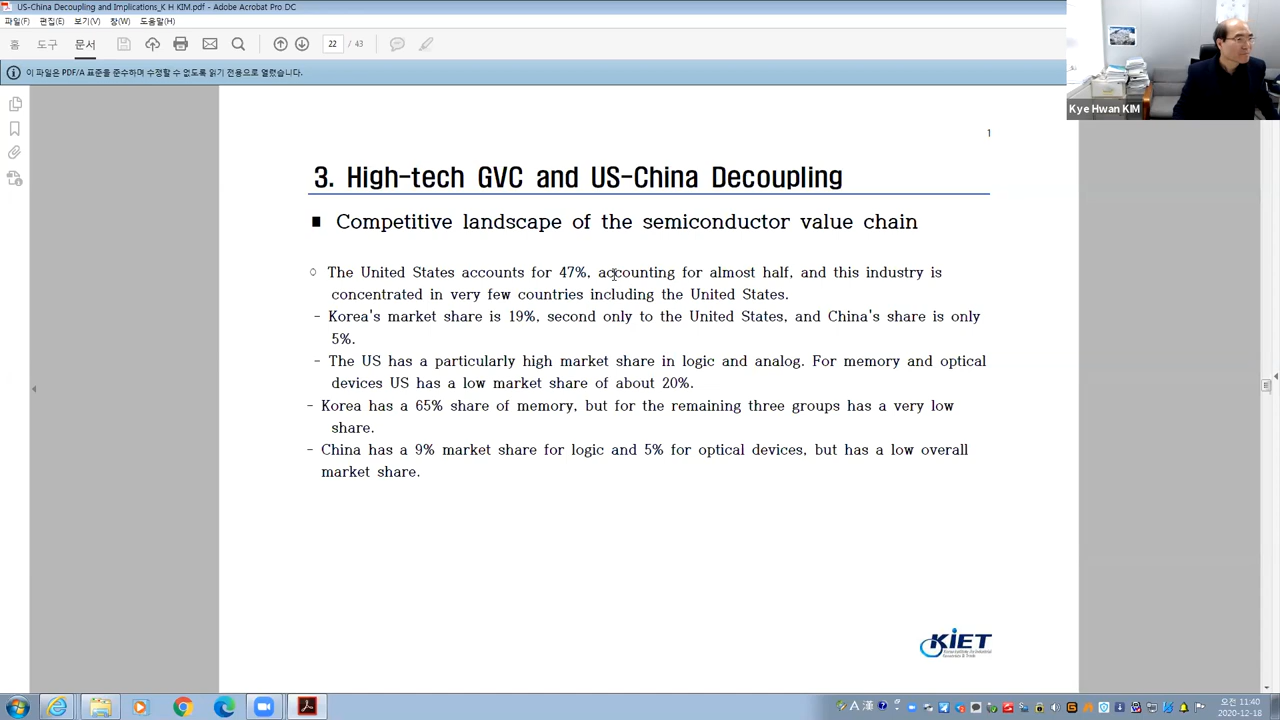 US-China Decoupling and Implications_K H KIM.pdf - Adobe Acrobat Pro DC
파일(F) 편집(E) 보기(V) 창(W) 도움말(H)
홈 도구 문서 22 / 43
이 파일은 PDF/A 표준을 준수하며 수정할 수 없도록 읽기 전용으로 열렸습니다.
Kye Hwan KIM
1
3. High-tech GVC and US-China Decoupling
■ Competitive landscape of the semiconductor value chain
○ The United States accounts for 47%, accounting for almost half, and this industry is
concentrated in very few countries including the United States.
- Korea's market share is 19%, second only to the United States, and China's share is only
5%.
- The US has a particularly high market share in logic and analog. For memory and optical
devices US has a low market share of about 20%.
- Korea has a 65% share of memory, but for the remaining three groups has a very low
share.
- China has a 9% market share for logic and 5% for optical devices, but has a low overall
market share.
KIET
A 漢
오전 11:40
2020-12-18